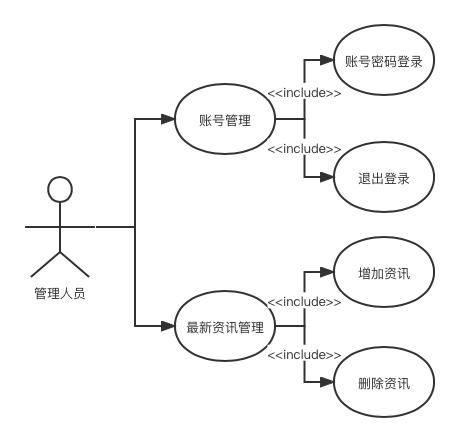 账号密码登录
<<include>>
账号管理
<<include>>
退出登录
管理人员
增加资讯
<<include>>
最新资讯管理
<<include>>
删除资讯